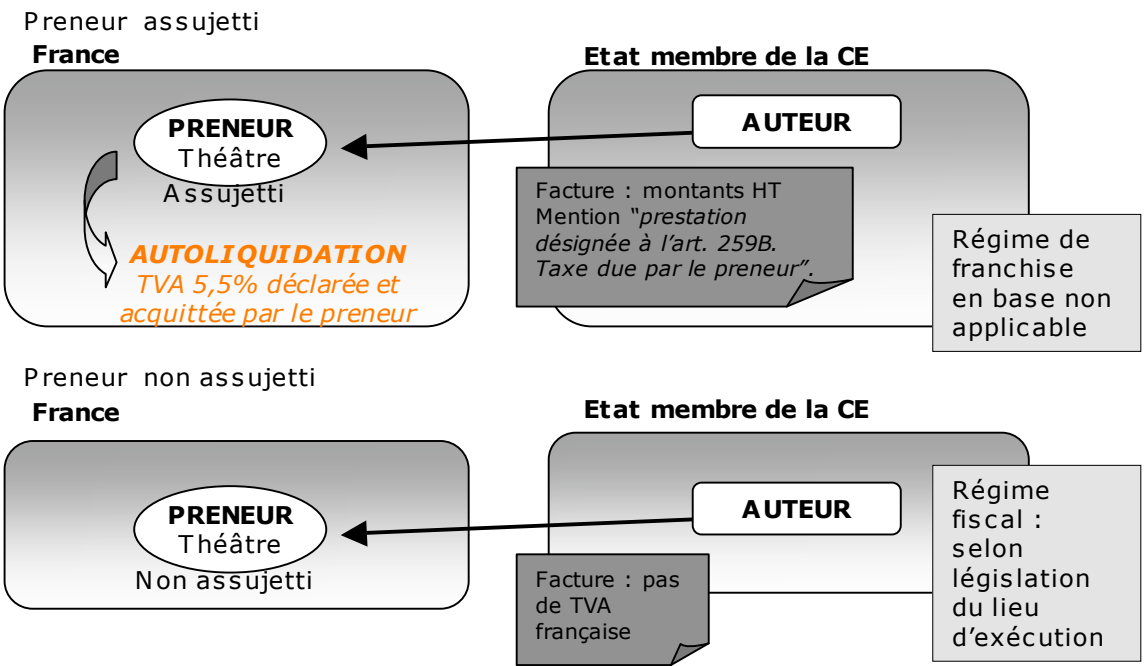 Preneur assujetti
France
Etat membre de la CE
PRENEUR
Théâtre
Assujetti
AUTEUR
AUTOLIQUIDATION
TVA 5,5% déclarée et
acquittée par le preneur
Facture : montants HT
Mention “prestation
désignée à l’art. 259B.
Taxe due par le preneur”.
Régime de
franchise
en base non
applicable
Preneur non assujetti
France
Etat membre de la CE
PRENEUR
Théâtre
Non assujetti
AUTEUR
Facture : pas
de TVA
française
Régime
fiscal :
selon
législation
du lieu
d’exécution